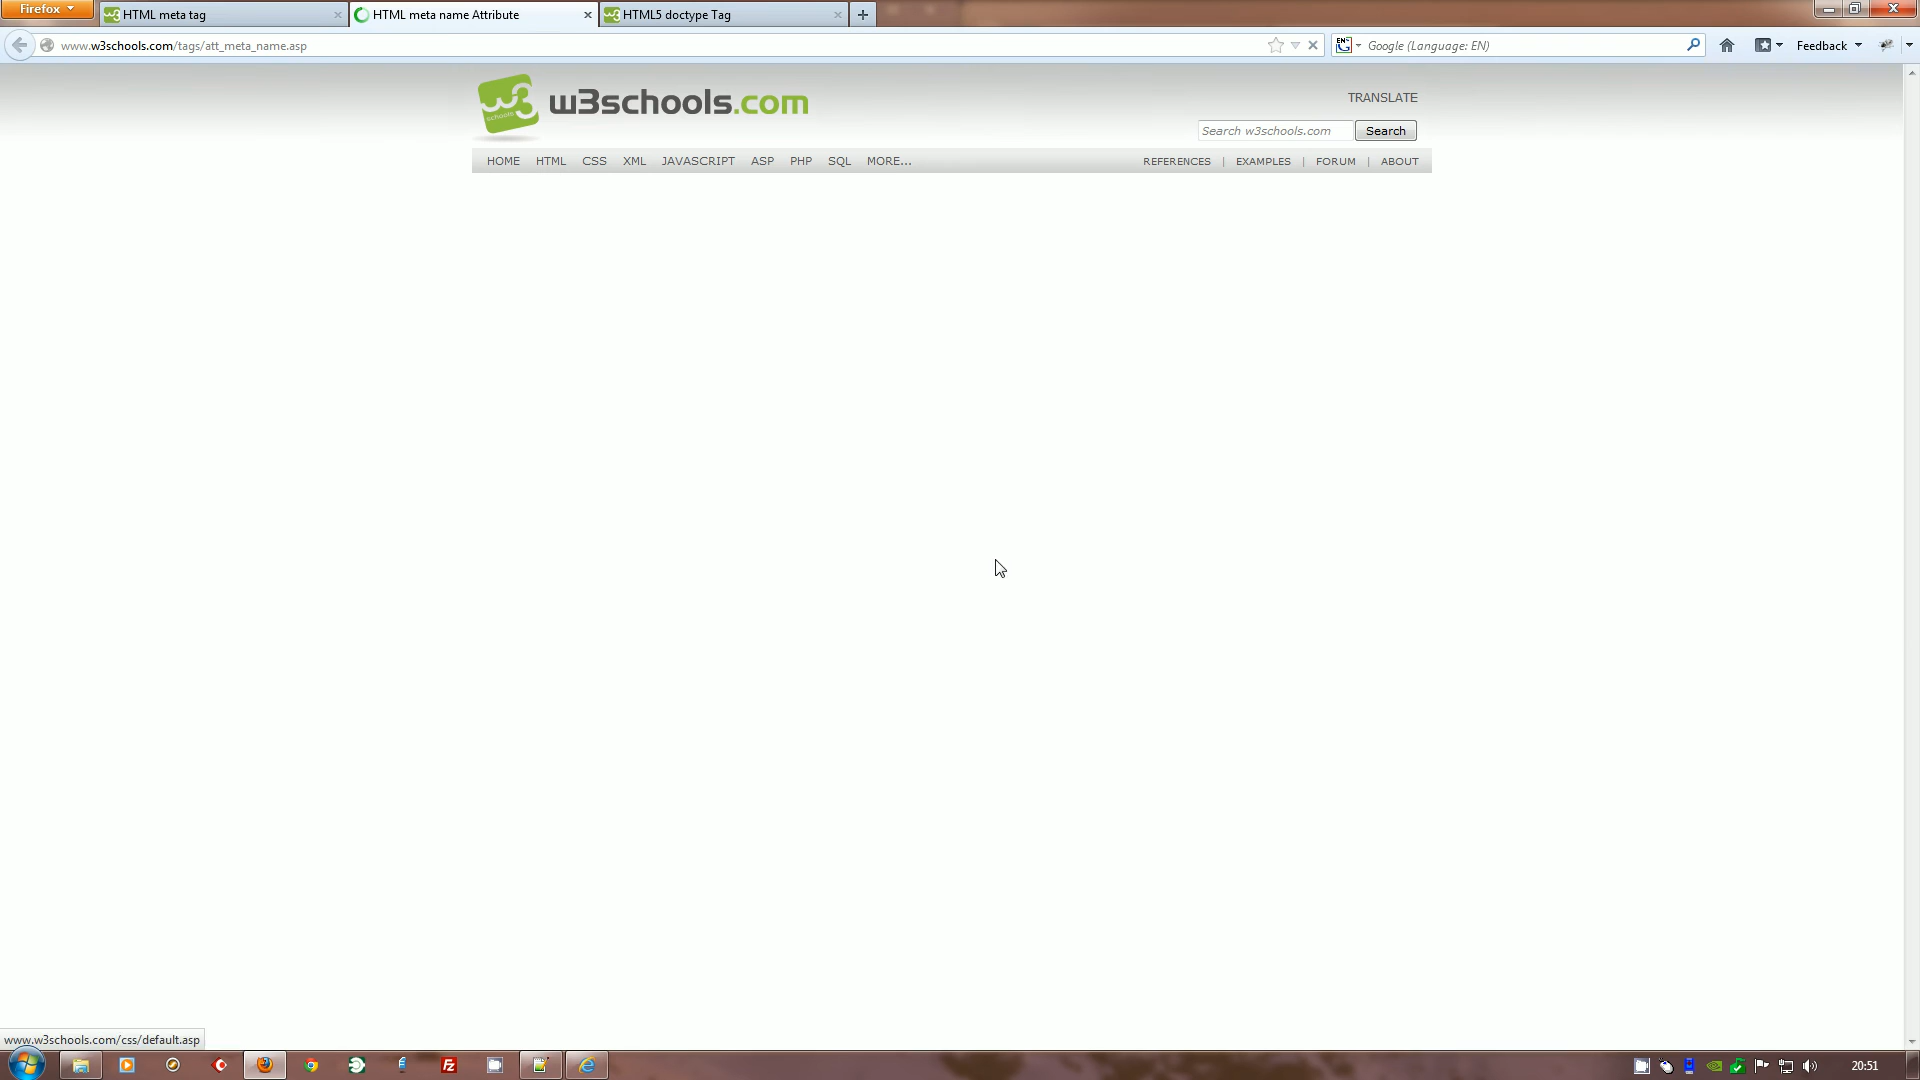 Firefox
HTML meta tag
HTML meta name Attribute
HTML5 doctype Tag
www.w3schools.com/tags/att_meta_name.asp
Google (Language: EN)
Feedback
w3schools.com
TRANSLATE
Search w3schools.com
Search
HOME HTML CSS XML JAVASCRIPT ASP PHP SQL MORE... REFERENCES | EXAMPLES | FORUM | ABOUT
www.w3schools.com/css/default.asp
20:51